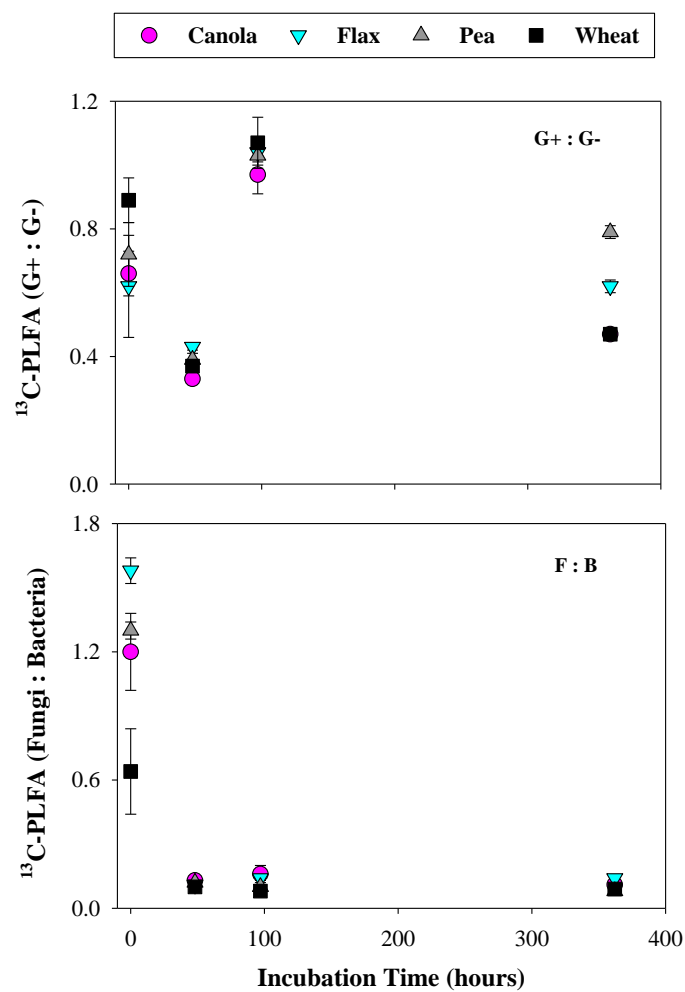 Canola Flax Pea Wheat
1.2
G+ : G-
0.8
0.4
0.0
¹³C-PLFA (G+ : G-)
1.8
F : B
1.2
0.6
0.0
¹³C-PLFA (Fungi : Bacteria)
0 100 200 300 400
Incubation Time (hours)